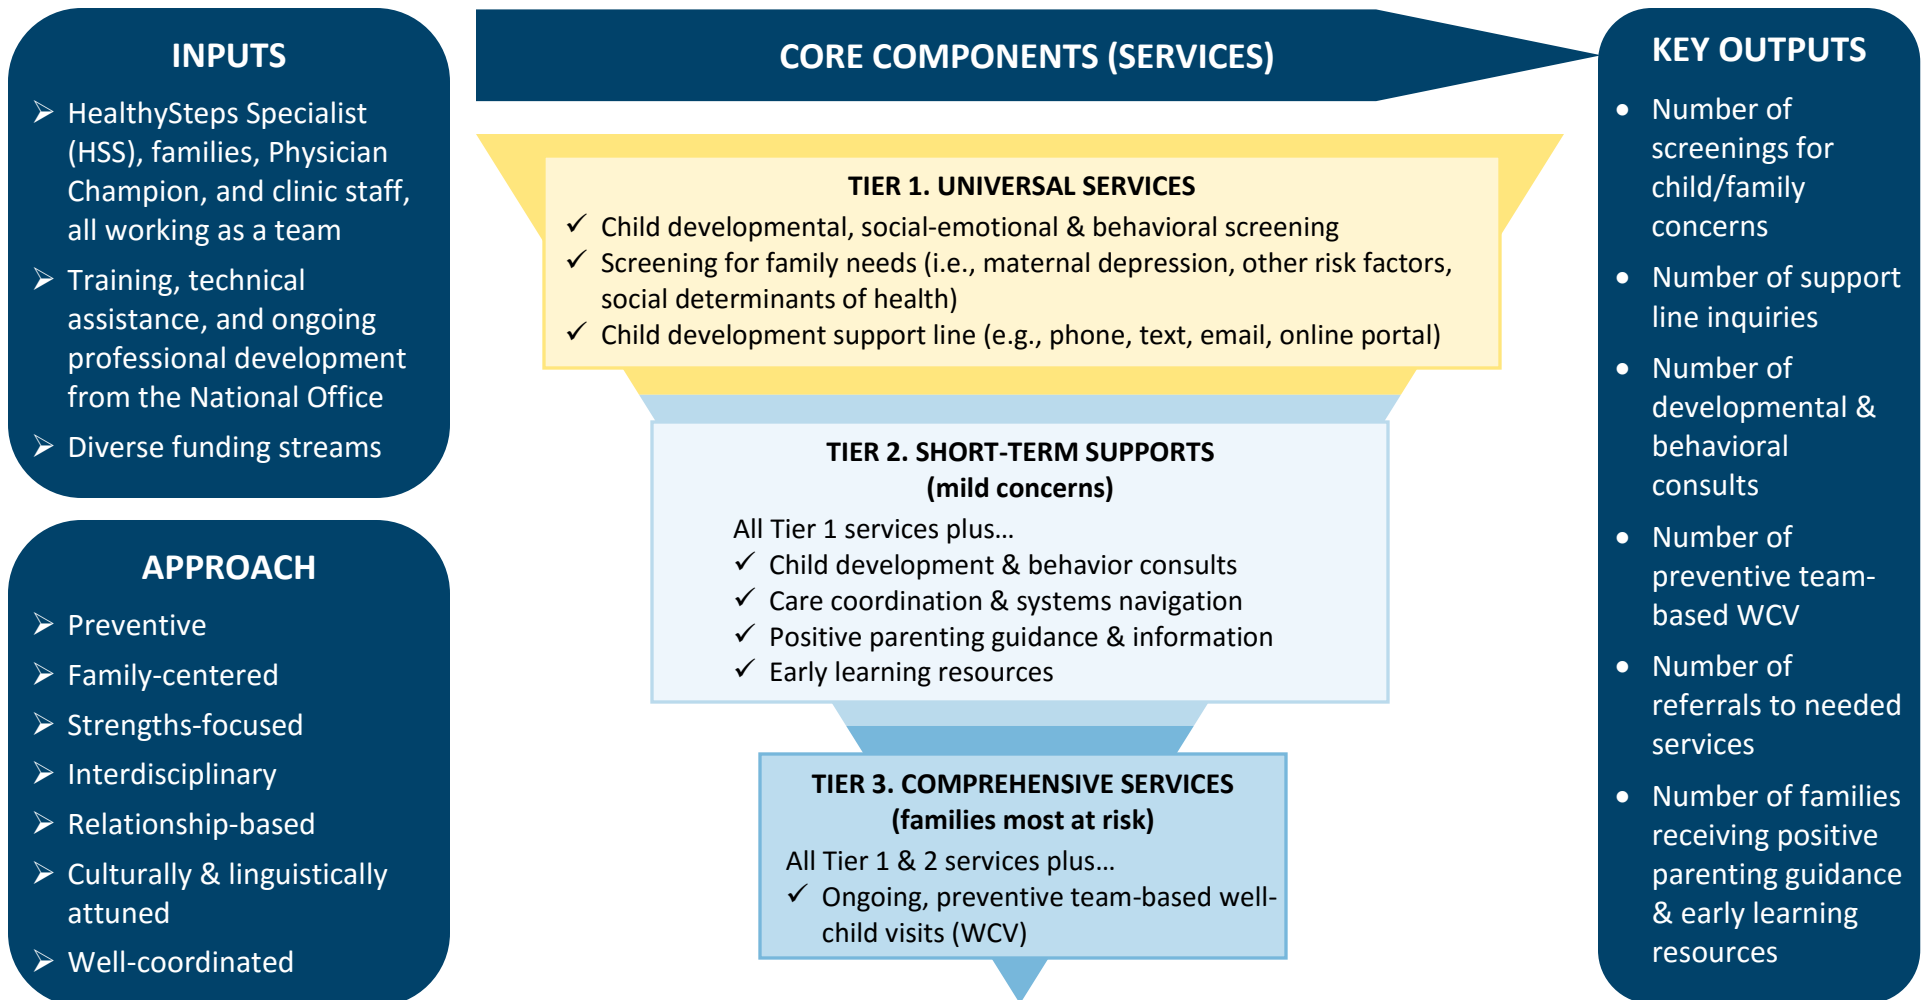 INPUTS
➢ HealthySteps Specialist
(HSS), families, Physician
Champion, and clinic staff,
all working as a team
➢ Training, technical
assistance, and ongoing
professional development
from the National Office
➢ Diverse funding streams
APPROACH
➢ Preventive
➢ Family-centered
➢ Strengths-focused
➢ Interdisciplinary
➢ Relationship-based
➢ Culturally & linguistically
attuned
➢ Well-coordinated
CORE COMPONENTS (SERVICES)
TIER 1. UNIVERSAL SERVICES
✓ Child developmental, social-emotional & behavioral screening
✓ Screening for family needs (i.e., maternal depression, other risk factors,
social determinants of health)
✓ Child development support line (e.g., phone, text, email, online portal)
TIER 2. SHORT-TERM SUPPORTS
(mild concerns)
All Tier 1 services plus…
✓ Child development & behavior consults
✓ Care coordination & systems navigation
✓ Positive parenting guidance & information
✓ Early learning resources
TIER 3. COMPREHENSIVE SERVICES
(families most at risk)
All Tier 1 & 2 services plus…
✓ Ongoing, preventive team-based well-
child visits (WCV)
KEY OUTPUTS
• Number of
screenings for
child/family
concerns
• Number of support
line inquiries
• Number of
developmental &
behavioral
consults
• Number of
preventive team-
based WCV
• Number of
referrals to needed
services
• Number of families
receiving positive
parenting guidance
& early learning
resources